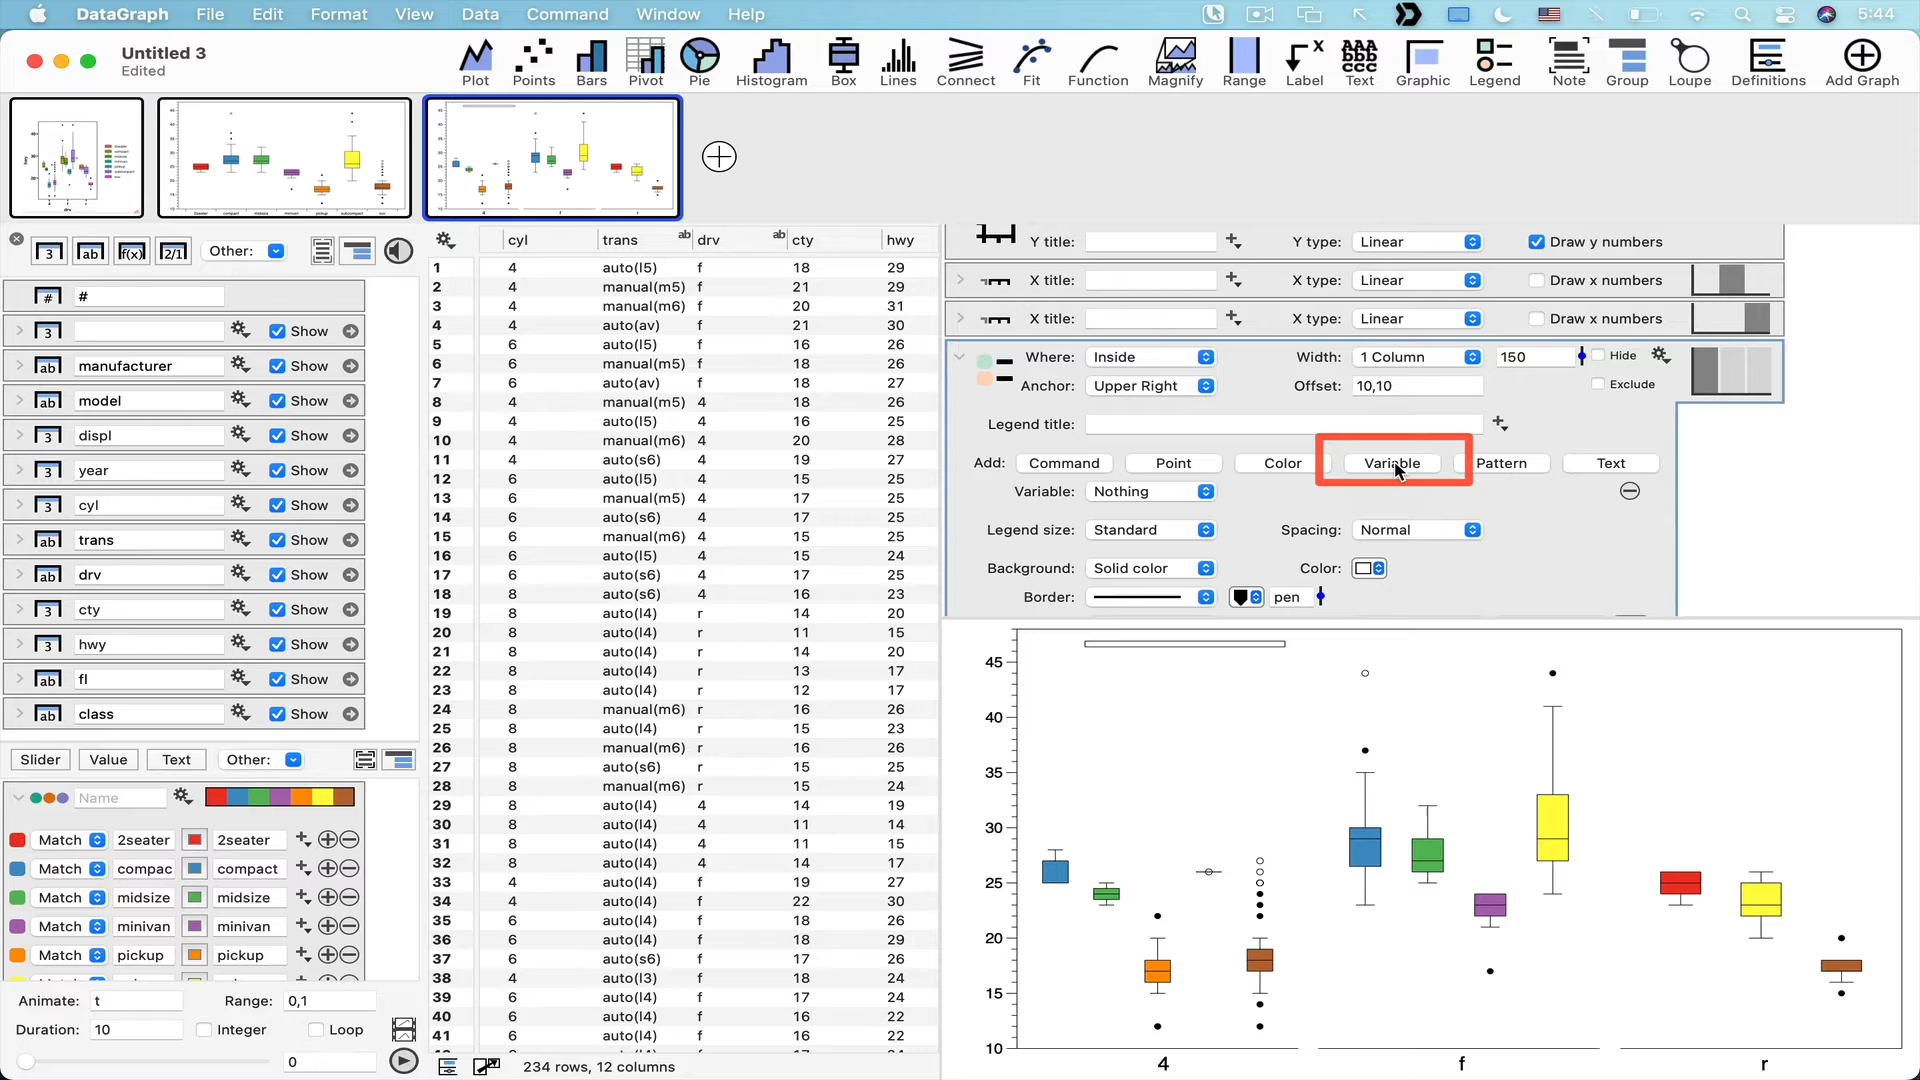 DataGraph File Edit Format View Data Command Window Help 5:44
Untitled 3
Edited
Plot Points Bars Pivot Pie Histogram Box Lines Connect Fit Function Magnify Range Label Text Graphic Legend Note Group Loupe Definitions Add Graph
Other:
#
Show
manufacturer Show
model Show
displ Show
year Show
cyl Show
trans Show
drv Show
cty Show
hwy Show
fl Show
class Show
Slider Value Text Other:
Name
Match 2seater 2seater
Match compac compact
Match midsize midsize
Match minivan minivan
Match pickup pickup
Animate: t Range: 0,1
Duration: 10 Integer Loop
0
cyl trans drv cty hwy
1 4 auto(l5) f 18 29
2 4 manual(m5) f 21 29
3 4 manual(m6) f 20 31
4 4 auto(av) f 21 30
5 6 auto(l5) f 16 26
6 6 manual(m5) f 18 26
7 6 auto(av) f 18 27
8 4 manual(m5) 4 18 26
9 4 auto(l5) 4 16 25
10 4 manual(m6) 4 20 28
11 4 auto(s6) 4 19 27
12 6 auto(l5) 4 15 25
13 6 manual(m5) 4 17 25
14 6 auto(s6) 4 17 25
15 6 manual(m6) 4 15 25
16 6 auto(l5) 4 15 24
17 6 auto(s6) 4 17 25
18 8 auto(s6) 4 16 23
19 8 auto(l4) r 14 20
20 8 auto(l4) r 11 15
21 8 auto(l4) r 14 20
22 8 auto(l4) r 13 17
23 8 auto(l4) r 12 17
24 8 manual(m6) r 16 26
25 8 auto(l4) r 15 23
26 8 manual(m6) r 16 26
27 8 auto(s6) r 15 25
28 8 manual(m6) r 15 24
29 8 auto(l4) 4 14 19
30 8 auto(l4) 4 11 14
31 8 auto(l4) 4 11 15
32 8 auto(l4) 4 14 17
33 4 auto(l4) f 19 27
34 4 auto(l4) f 22 30
35 6 auto(l4) f 18 26
36 6 auto(l4) f 18 29
37 6 auto(s6) f 17 26
38 4 auto(l3) f 18 24
39 6 auto(l4) f 17 24
40 6 auto(l4) f 16 22
41 6 auto(l4) f 16 22
234 rows, 12 columns
Y title: Y type: Linear Draw y numbers
X title: X type: Linear Draw x numbers
X title: X type: Linear Draw x numbers
Where: Inside Width: 1 Column 150 Hide
Anchor: Upper Right Offset: 10,10 Exclude
Legend title:
Add: Command Point Color Variable Pattern Text
Variable: Nothing
Legend size: Standard Spacing: Normal
Background: Solid color Color:
Border: pen
45
40
35
30
25
20
15
10
4 f r